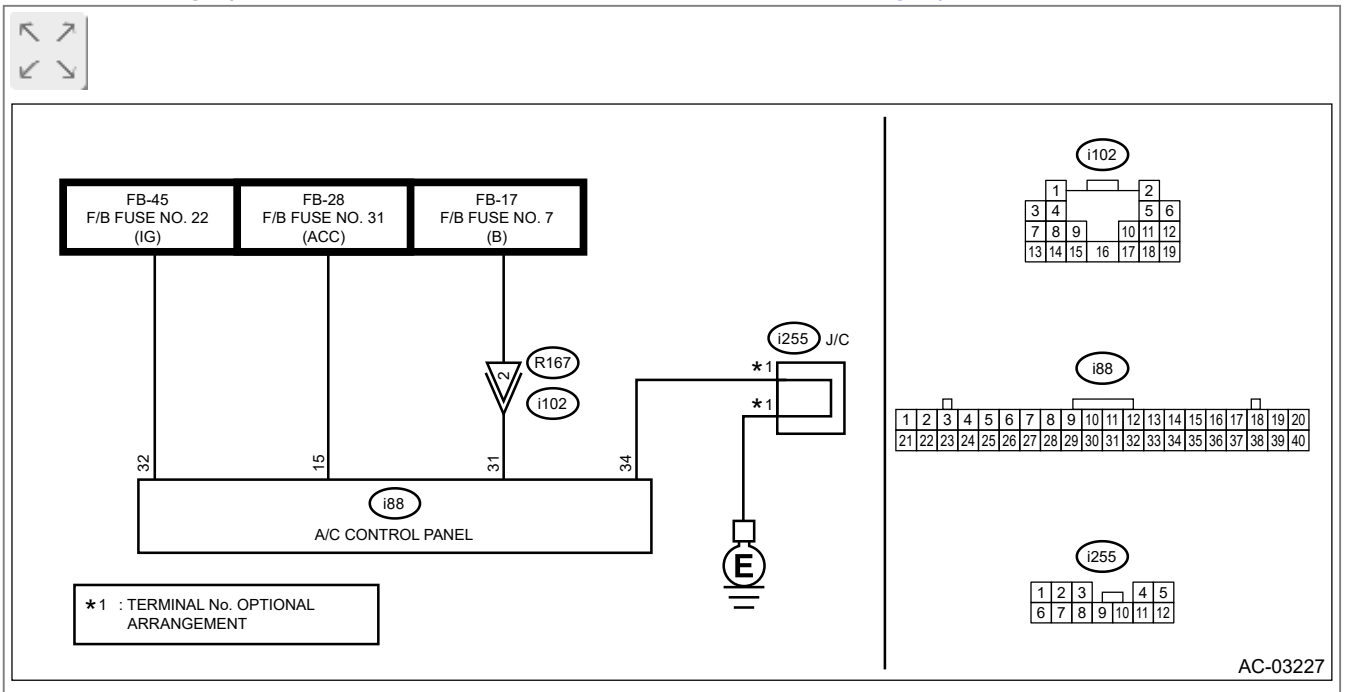 FB-45
F/B FUSE NO. 22
(IG)
FB-28
F/B FUSE NO. 31
(ACC)
FB-17
F/B FUSE NO. 7
(B)
2
R167
i102
i255 J/C
*1
*1
32
15
31
34
i88
A/C CONTROL PANEL
E
*1 : TERMINAL No. OPTIONAL
ARRANGEMENT
i102
1 2
3 4 5 6
7 8 9 10 11 12
13 14 15 16 17 18 19
i88
1 2 3 4 5 6 7 8 9 10 11 12 13 14 15 16 17 18 19 20
21 22 23 24 25 26 27 28 29 30 31 32 33 34 35 36 37 38 39 40
i255
1 2 3 4 5
6 7 8 9 10 11 12
AC-03227